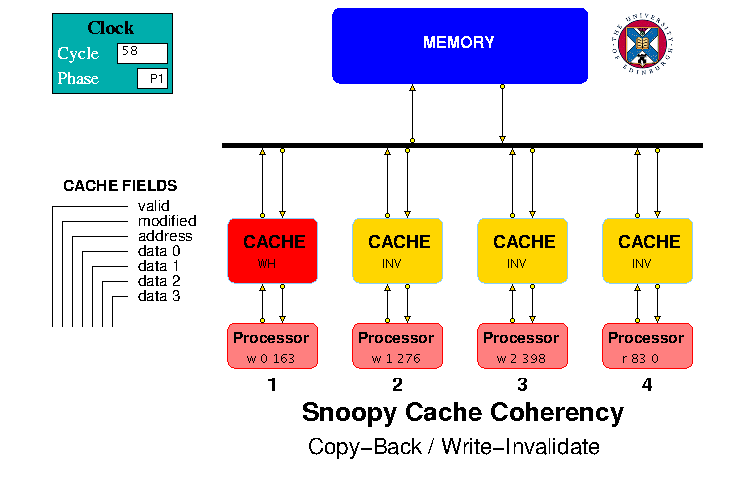 Clock
Cycle 58
Phase P1
MEMORY
THE UNIVERSITY OF EDINBURGH
CACHE FIELDS
valid
modified
address
data 0
data 1
data 2
data 3
CACHE CACHE CACHE CACHE
WH INV INV INV
Processor Processor Processor Processor
w 0 163 w 1 276 w 2 398 r 83 0
1 2 3 4
Snoopy Cache Coherency
Copy−Back / Write−Invalidate